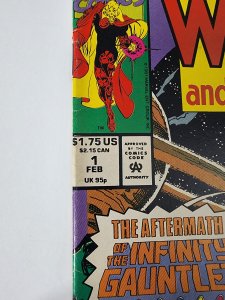 W
and
$1.75 US
$2.15 CAN
1
FEB
UK 95p
APPROVED
BY THE
COMICS
CODE
CA
AUTHORITY
THE AFTERMATH
OF THE INFINITY
GAUNTLET